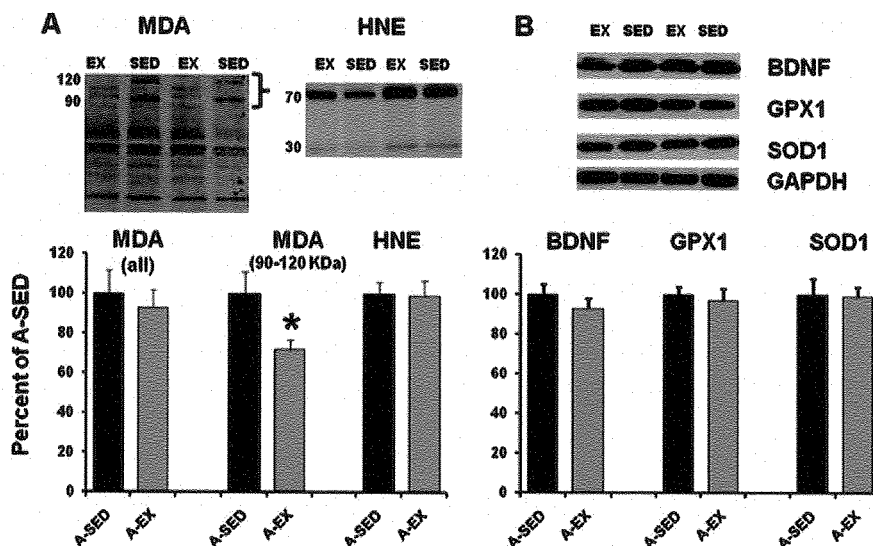 A
MDA
HNE
EX SED EX SED
120
90
EX SED EX SED
70
30
B
EX SED EX SED
BDNF
GPX1
SOD1
GAPDH
Percent of A-SED
120
100
80
60
40
20
0
MDA
(all)
MDA
(90-120 KDa)
HNE
*
A-SED A-EX A-SED A-EX A-SED A-EX
120
100
80
60
40
20
0
BDNF GPX1 SOD1
A-SED A-EX A-SED A-EX A-SED A-EX